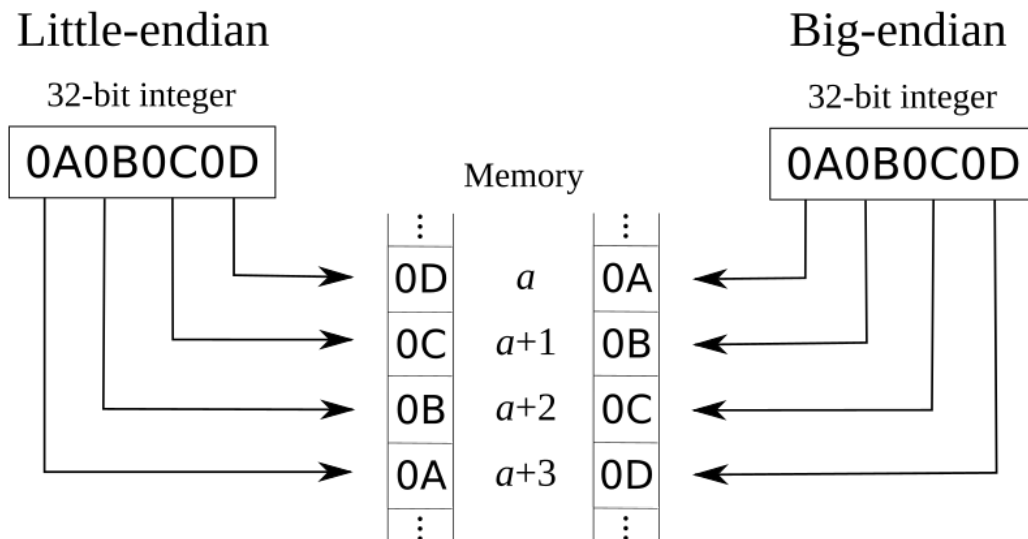 Little-endian
32-bit integer
0A0B0C0D
Big-endian
32-bit integer
0A0B0C0D
Memory
⋮ ⋮
0D a 0A
0C a+1 0B
0B a+2 0C
0A a+3 0D
⋮ ⋮